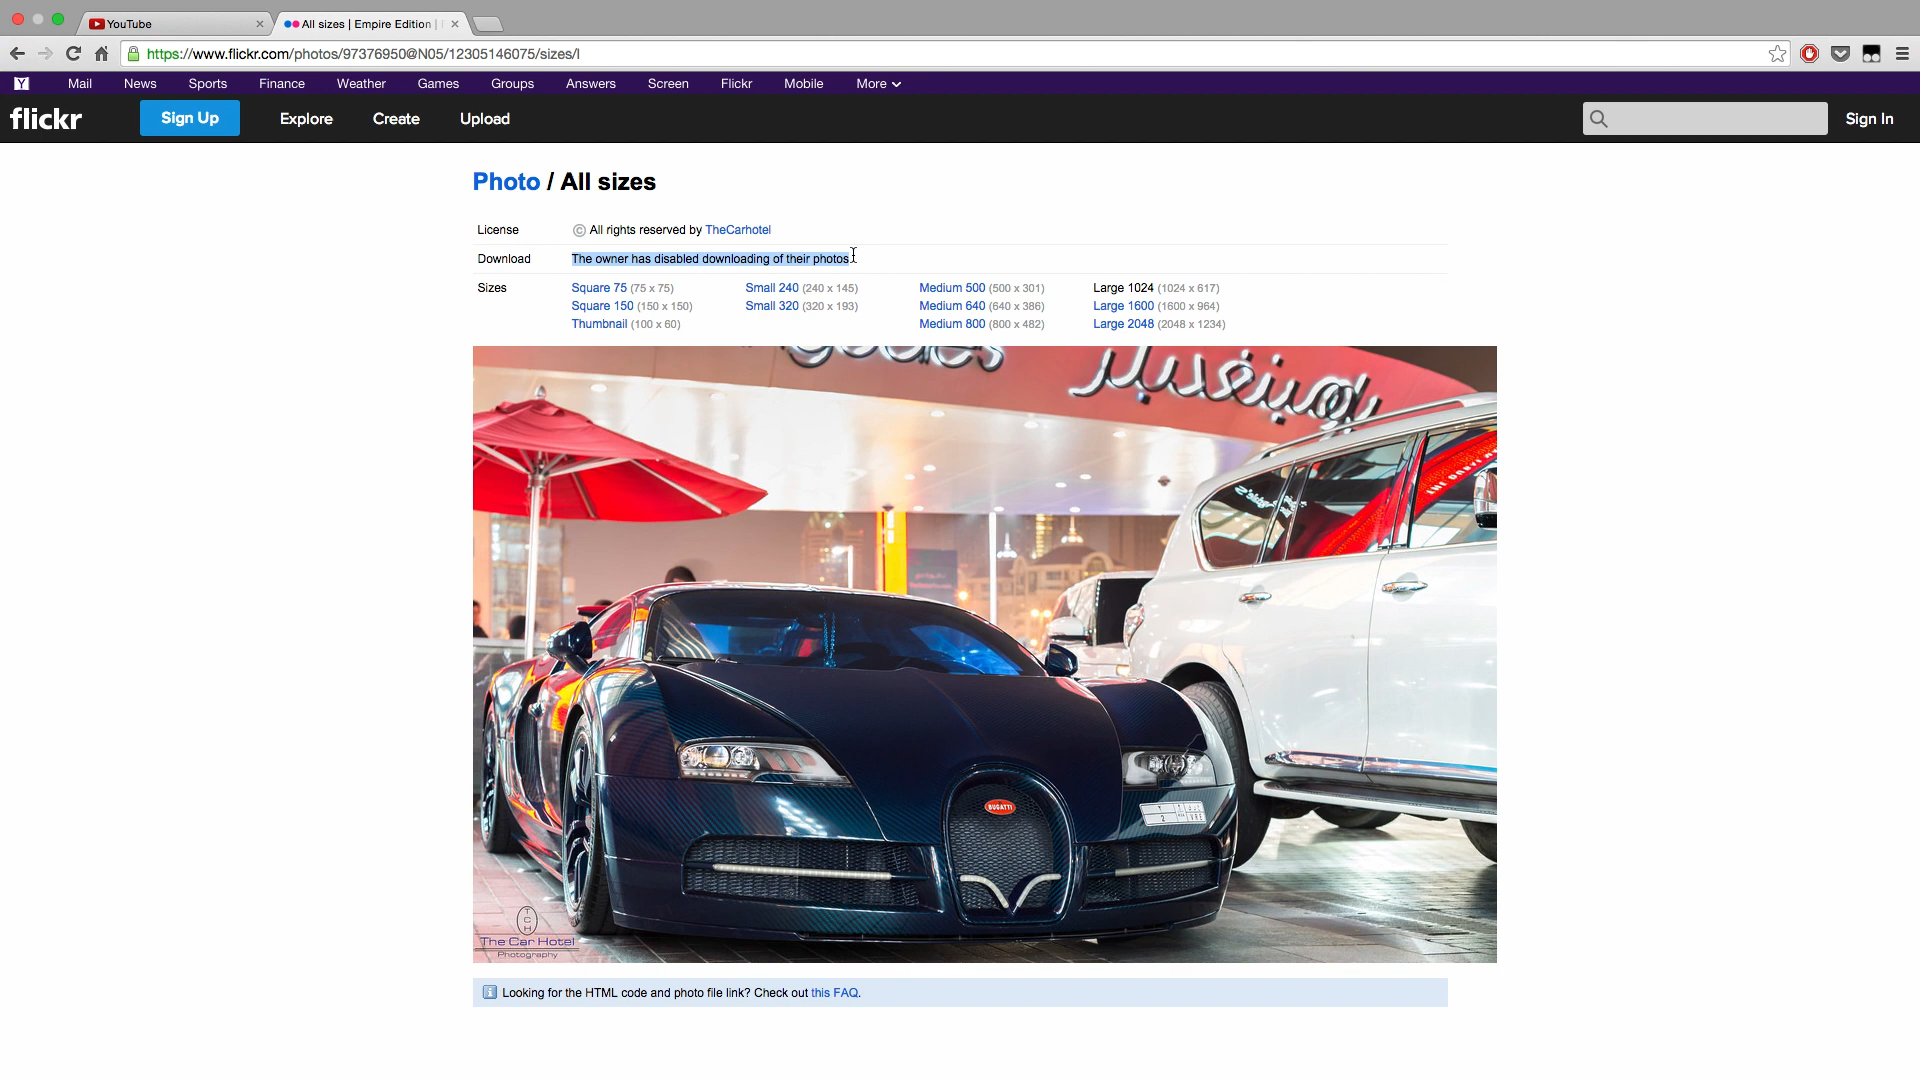 YouTube
All sizes | Empire Edition |
https://www.flickr.com/photos/97376950@N05/12305146075/sizes/l
Y Mail News Sports Finance Weather Games Groups Answers Screen Flickr Mobile More
flickr Sign Up Explore Create Upload Sign In
Photo / All sizes
License © All rights reserved by TheCarhotel
Download The owner has disabled downloading of their photos
Sizes Square 75 (75 x 75) Small 240 (240 x 145) Medium 500 (500 x 301) Large 1024 (1024 x 617)
Square 150 (150 x 150) Small 320 (320 x 193) Medium 640 (640 x 386) Large 1600 (1600 x 964)
Thumbnail (100 x 60) Medium 800 (800 x 482) Large 2048 (2048 x 1234)
BUGATTI
TCH
The Car Hotel
Photography
Looking for the HTML code and photo file link? Check out this FAQ.